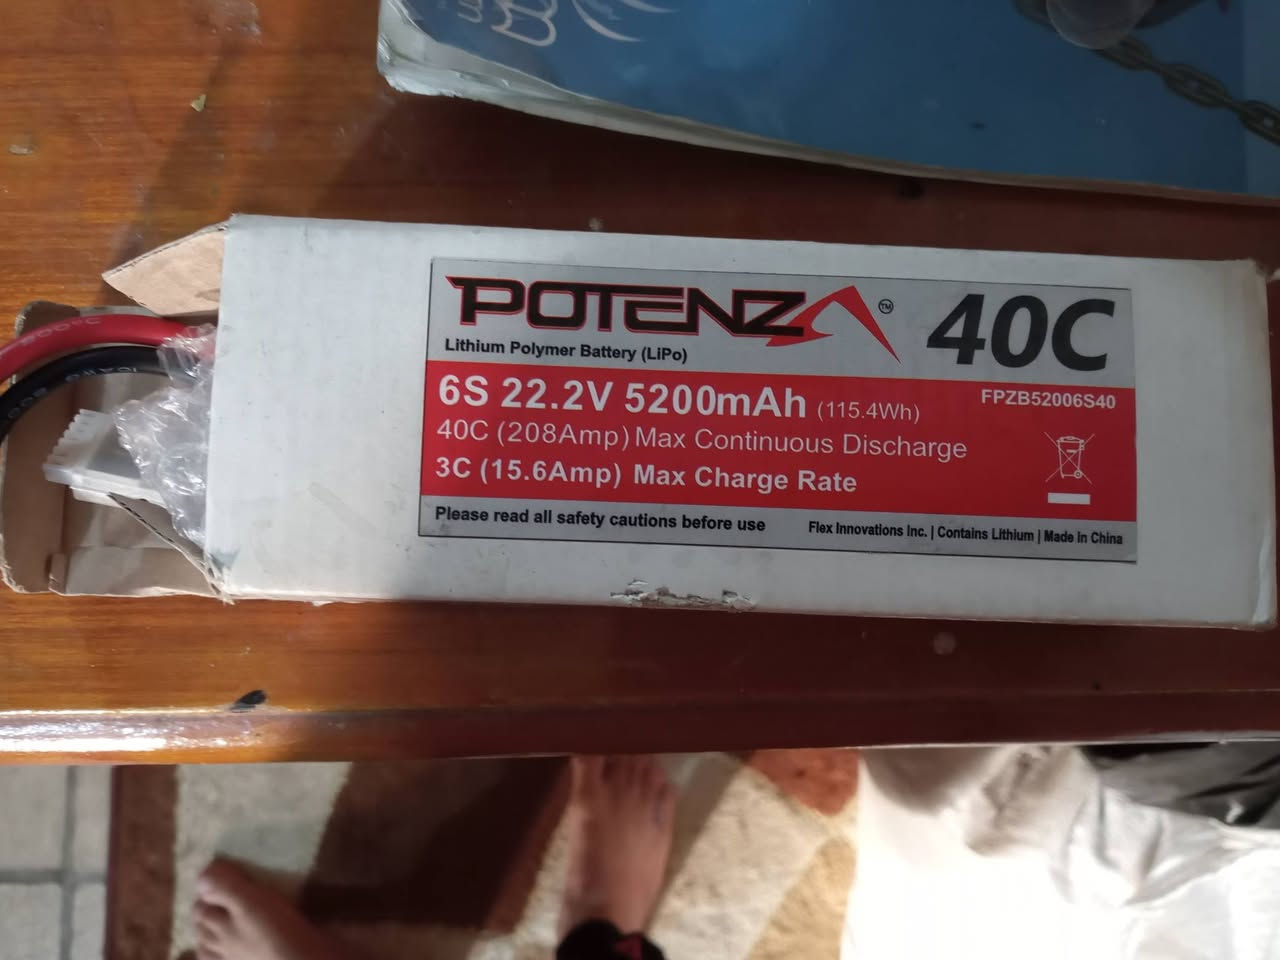 POTENZA™
40C
Lithium Polymer Battery (LiPo)
6S 22.2V 5200mAh (115.4Wh)
FPZB52006S40
40C (208Amp) Max Continuous Discharge
3C (15.6Amp) Max Charge Rate
Please read all safety cautions before use
Flex Innovations Inc. | Contains Lithium | Made in China